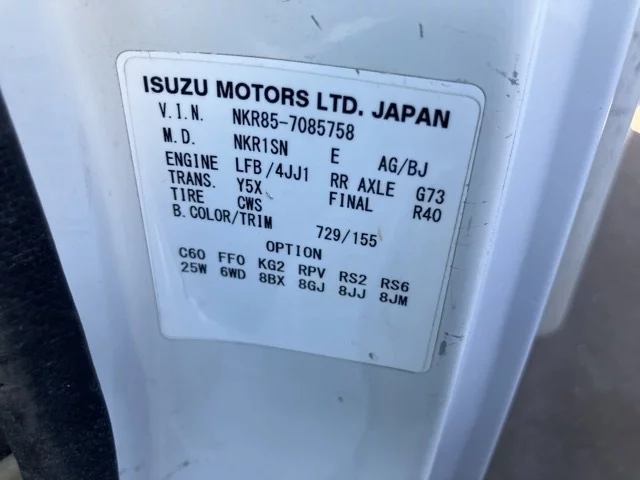 ISUZU MOTORS LTD. JAPAN
V.I.N. NKR85-7085758
M.D. NKR1SN E AG/BJ
ENGINE LFB/4JJ1 RR AXLE G73
TRANS. Y5X FINAL R40
TIRE CWS
B.COLOR/TRIM 729/155
OPTION
C60 FF0 KG2 RPV RS2 RS6
25W 6WD 8BX 8GJ 8JJ 8JM